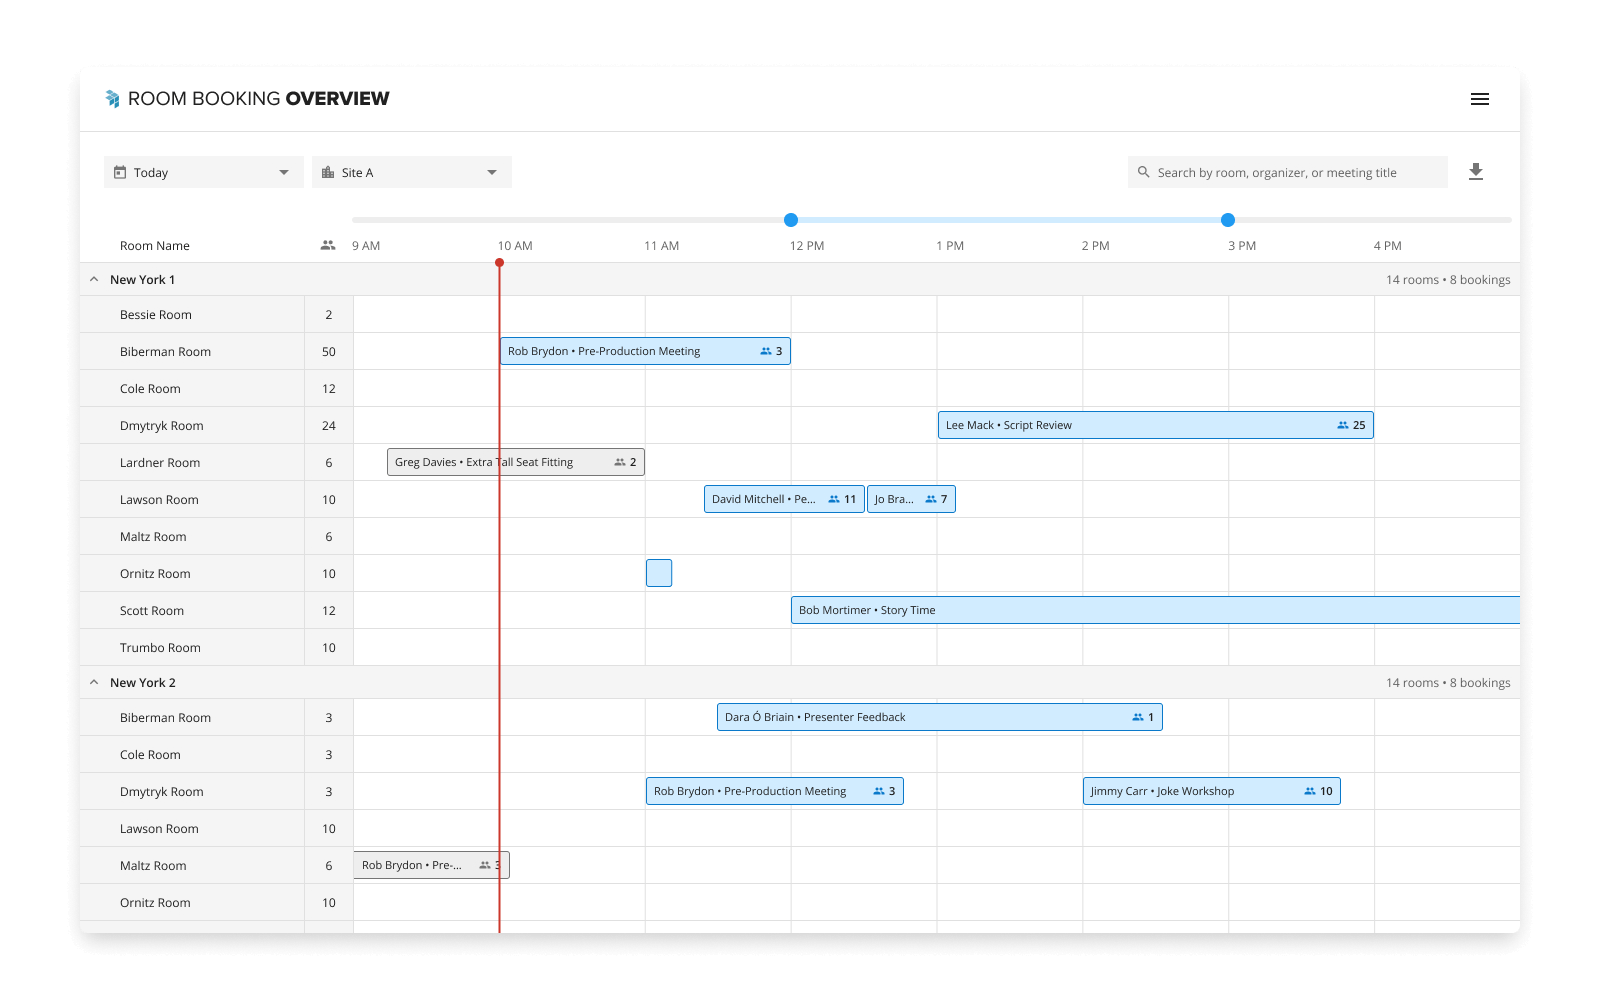 ROOM BOOKING OVERVIEW
Today
Site A
Search by room, organizer, or meeting title
Room Name 9 AM 10 AM 11 AM 12 PM 1 PM 2 PM 3 PM 4 PM
New York 1 14 rooms • 8 bookings
Bessie Room 2
Biberman Room 50 Rob Brydon • Pre-Production Meeting 3
Cole Room 12
Dmytryk Room 24 Lee Mack • Script Review 25
Lardner Room 6 Greg Davies • Extra Tall Seat Fitting 2
Lawson Room 10 David Mitchell • Pe... 11 Jo Bra... 7
Maltz Room 6
Ornitz Room 10
Scott Room 12 Bob Mortimer • Story Time
Trumbo Room 10
New York 2 14 rooms • 8 bookings
Biberman Room 3 Dara Ó Briain • Presenter Feedback 1
Cole Room 3
Dmytryk Room 3 Rob Brydon • Pre-Production Meeting 3 Jimmy Carr • Joke Workshop 10
Lawson Room 10
Maltz Room 6 Rob Brydon • Pre-... 3
Ornitz Room 10